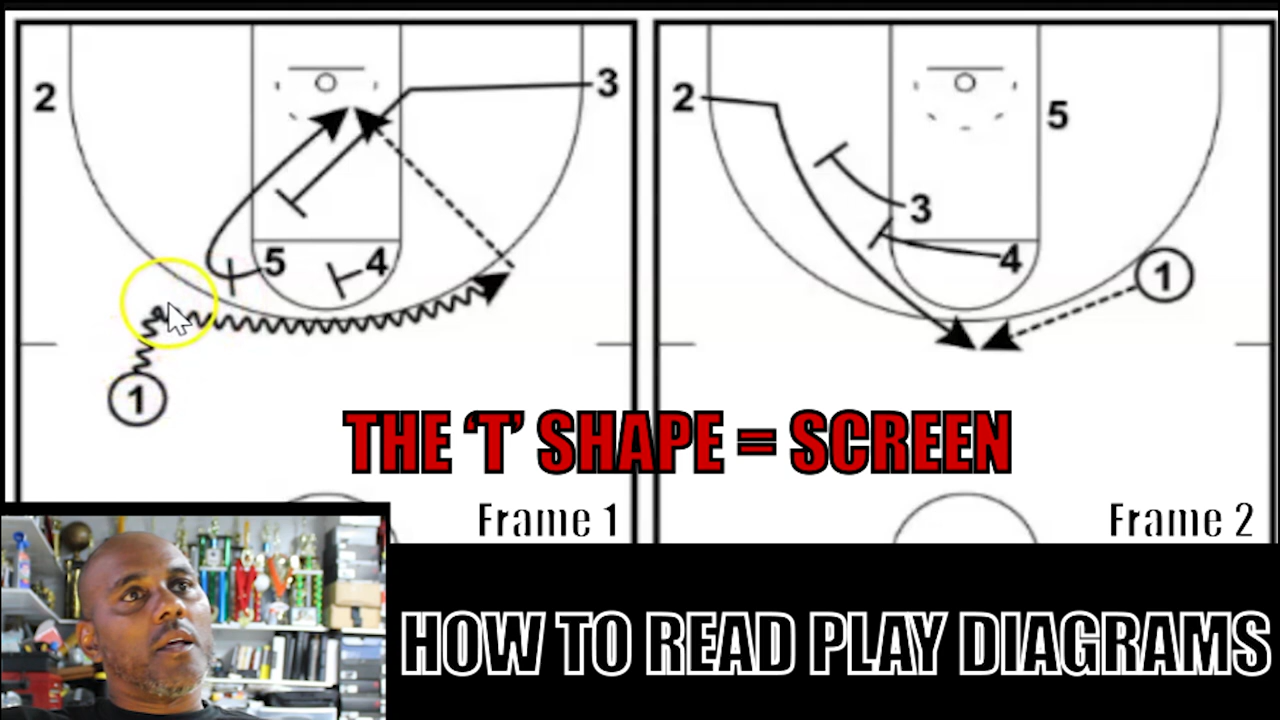 2
3
5
4
1
2
5
3
4
1
THE ‘T’ SHAPE = SCREEN
Frame 1
Frame 2
HOW TO READ PLAY DIAGRAMS